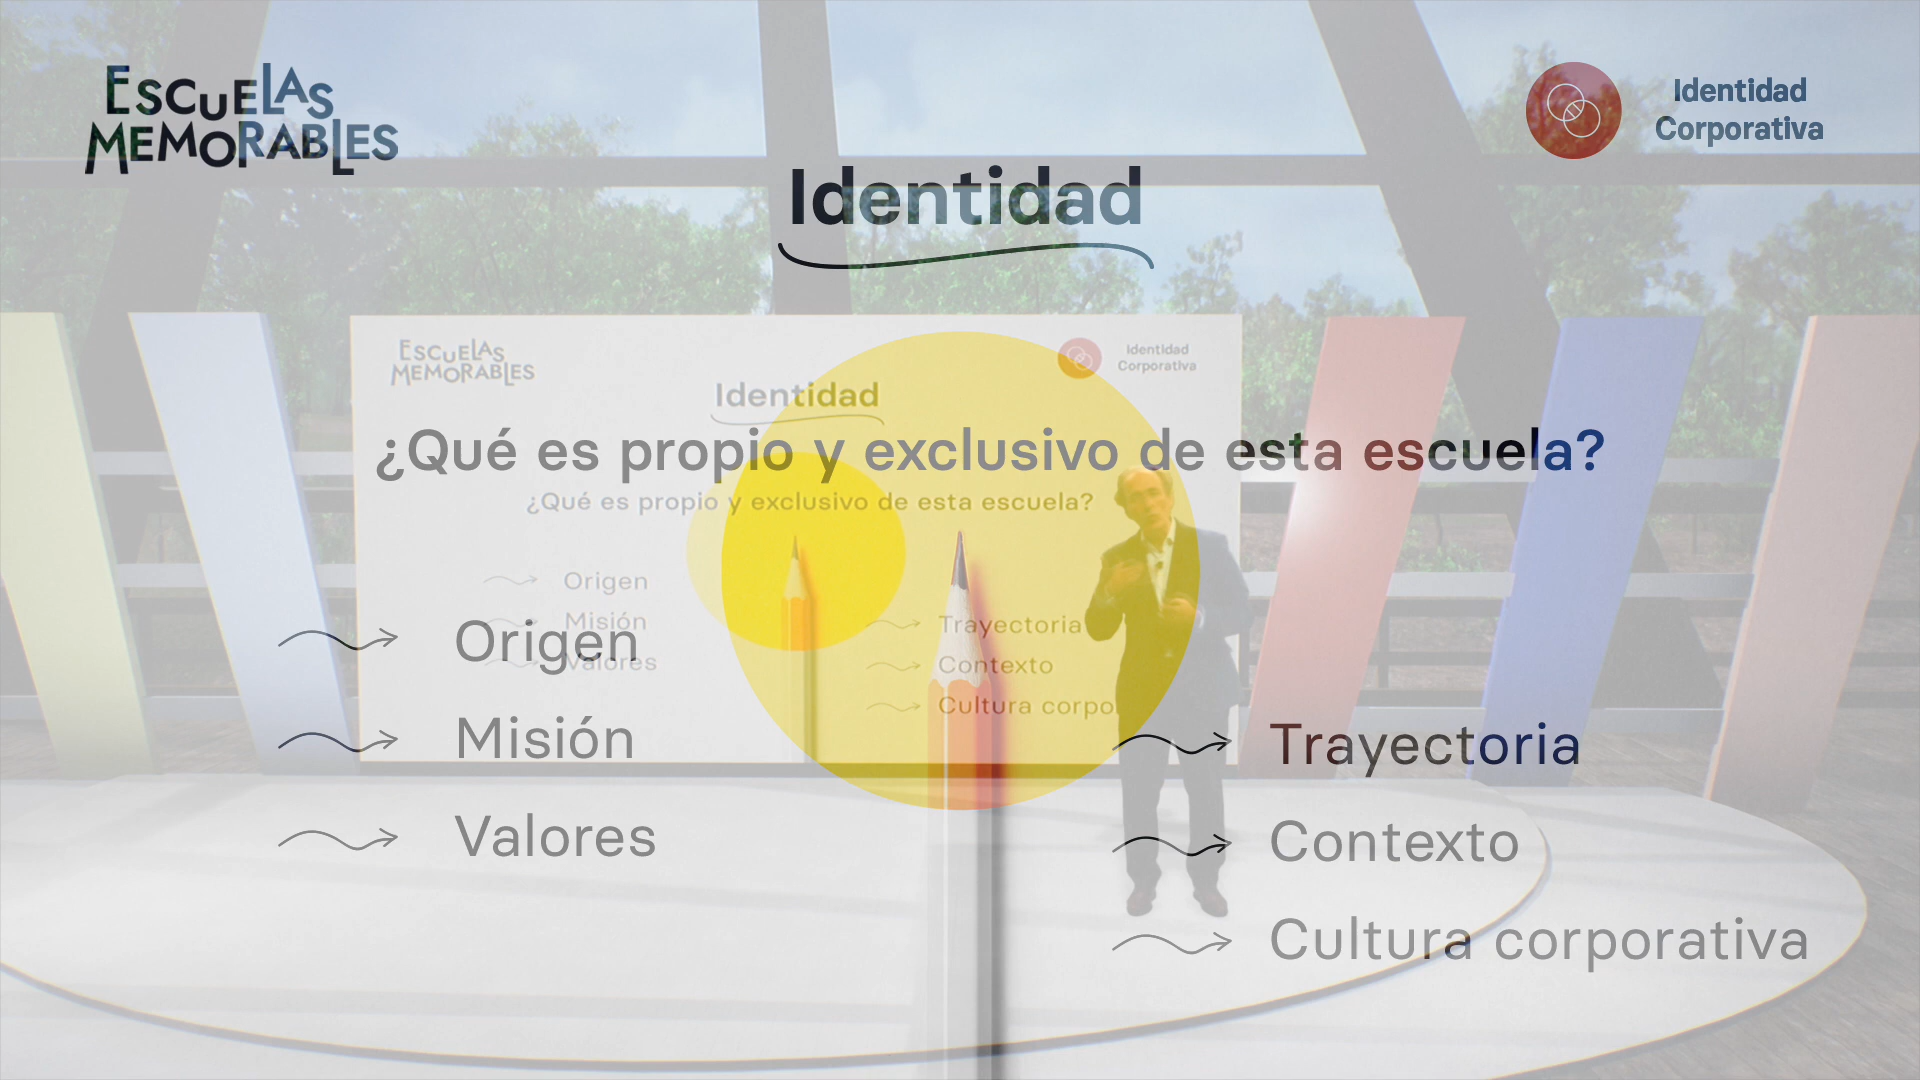 ESCUELAS
MEMORABLES
Identidad
Corporativa
Identidad
¿Qué es propio y exclusivo de esta escuela?
Origen
Misión
Valores
Trayectoria
Contexto
Cultura corporativa
ESCUELAS
MEMORABLES
Identidad
Corporativa
Identidad
¿Qué es propio y exclusivo de esta escuela?
Origen
Misión
Valores
Trayectoria
Contexto
Cultura corpo